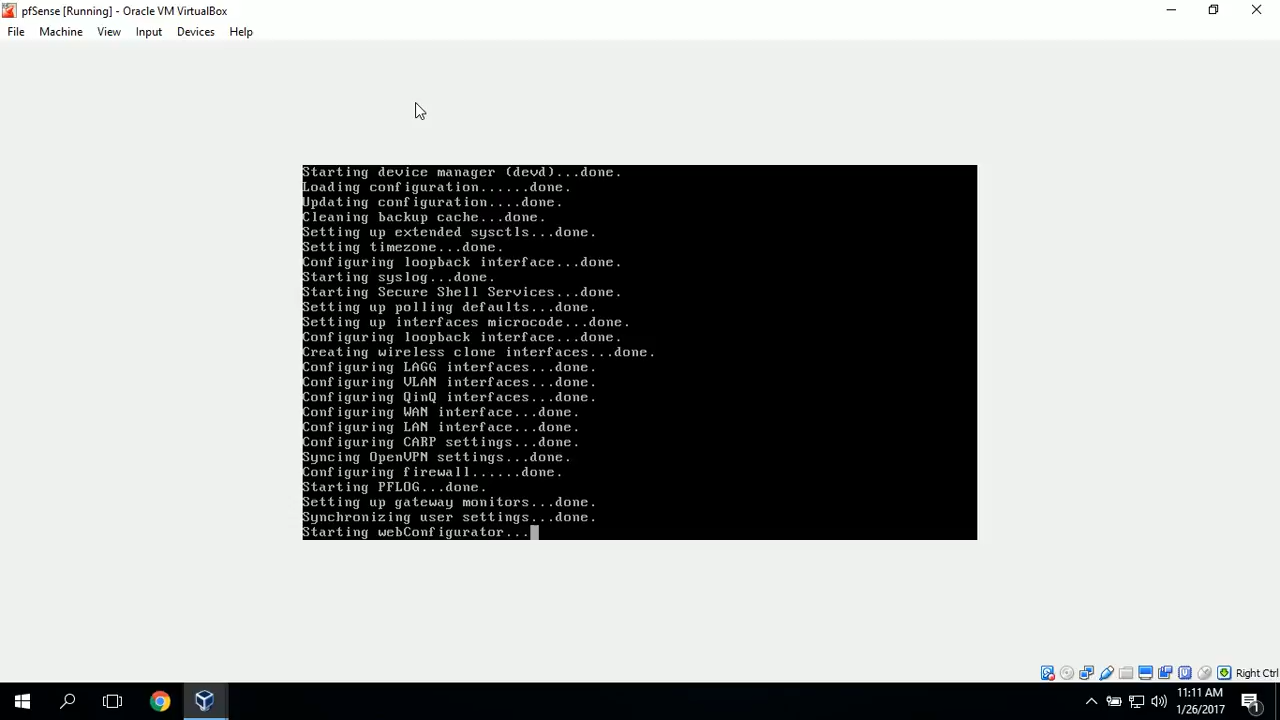 pfSense [Running] - Oracle VM VirtualBox
File Machine View Input Devices Help
Starting device manager (devd)...done.
Loading configuration......done.
Updating configuration....done.
Cleaning backup cache...done.
Setting up extended sysctls...done.
Setting timezone...done.
Configuring loopback interface...done.
Starting syslog...done.
Starting Secure Shell Services...done.
Setting up polling defaults...done.
Setting up interfaces microcode...done.
Configuring loopback interface...done.
Creating wireless clone interfaces...done.
Configuring LAGG interfaces...done.
Configuring VLAN interfaces...done.
Configuring QinQ interfaces...done.
Configuring WAN interface...done.
Configuring LAN interface...done.
Configuring CARP settings...done.
Syncing OpenVPN settings...done.
Configuring firewall......done.
Starting PFLOG...done.
Setting up gateway monitors...done.
Synchronizing user settings...done.
Starting webConfigurator...
Right Ctrl
11:11 AM
1/26/2017
1